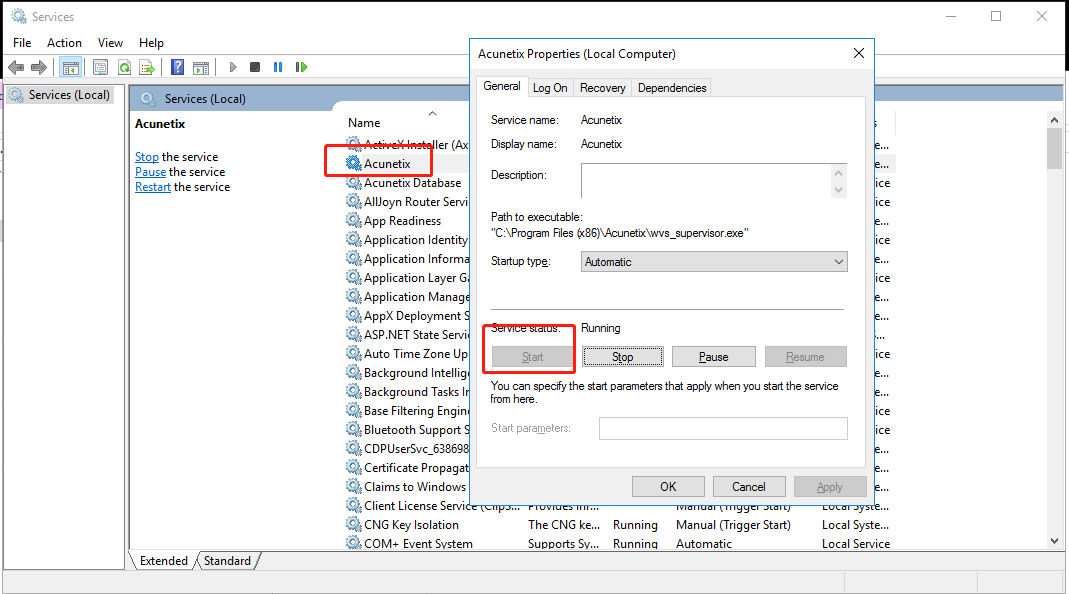 Services
File Action View Help
Services (Local)
Services (Local)
Acunetix
Stop the service
Pause the service
Restart the service
Name
ActiveX Installer (Ax
Acunetix
Acunetix Database
AllJoyn Router Servi
App Readiness
Application Identity
Application Informa
Application Layer Ga
Application Manage
AppX Deployment S
ASP.NET State Servi
Auto Time Zone Up
Background Intellig
Background Tasks In
Base Filtering Engin
Bluetooth Support S
CDPUserSvc_638698
Certificate Propagat
Claims to Windows
Client License Service (ClipS... Provides inf... Manual (Trigger Start) Local Syste...
CNG Key Isolation The CNG ke... Running Manual (Trigger Start) Local Syste...
COM+ Event System Supports Sy... Running Automatic Local Service
Extended Standard
Acunetix Properties (Local Computer)
General Log On Recovery Dependencies
Service name: Acunetix
Display name: Acunetix
Description:
Path to executable:
"C:\Program Files (x86)\Acunetix\wvs_supervisor.exe"
Startup type: Automatic
Service status: Running
Start Stop Pause Resume
You can specify the start parameters that apply when you start the service
from here.
Start parameters:
OK Cancel Apply